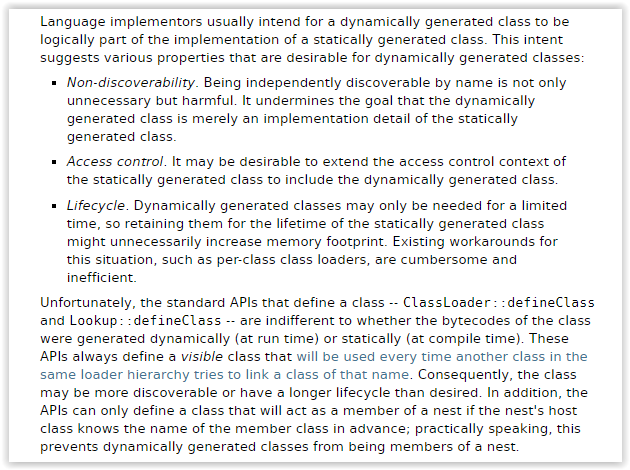 Language implementors usually intend for a dynamically generated class to be
logically part of the implementation of a statically generated class. This intent
suggests various properties that are desirable for dynamically generated classes:
▪ Non-discoverability. Being independently discoverable by name is not only
unnecessary but harmful. It undermines the goal that the dynamically
generated class is merely an implementation detail of the statically
generated class.
▪ Access control. It may be desirable to extend the access control context of
the statically generated class to include the dynamically generated class.
▪ Lifecycle. Dynamically generated classes may only be needed for a limited
time, so retaining them for the lifetime of the statically generated class
might unnecessarily increase memory footprint. Existing workarounds for
this situation, such as per-class class loaders, are cumbersome and
inefficient.
Unfortunately, the standard APIs that define a class -- ClassLoader::defineClass
and Lookup::defineClass -- are indifferent to whether the bytecodes of the class
were generated dynamically (at run time) or statically (at compile time). These
APIs always define a visible class that will be used every time another class in the
same loader hierarchy tries to link a class of that name. Consequently, the class
may be more discoverable or have a longer lifecycle than desired. In addition, the
APIs can only define a class that will act as a member of a nest if the nest's host
class knows the name of the member class in advance; practically speaking, this
prevents dynamically generated classes from being members of a nest.